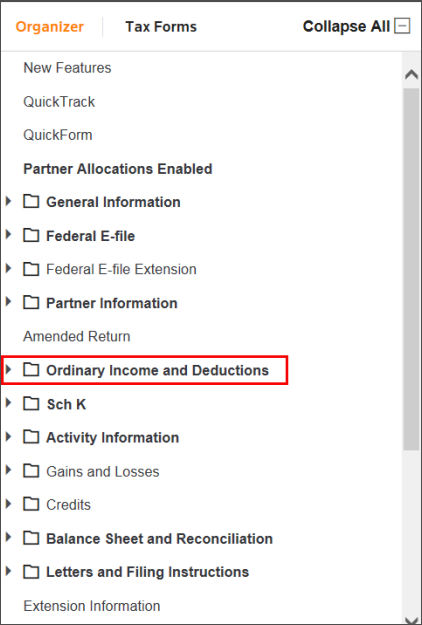 Organizer Tax Forms Collapse All
New Features
QuickTrack
QuickForm
Partner Allocations Enabled
General Information
Federal E-file
Federal E-file Extension
Partner Information
Amended Return
Ordinary Income and Deductions
Sch K
Activity Information
Gains and Losses
Credits
Balance Sheet and Reconciliation
Letters and Filing Instructions
Extension Information